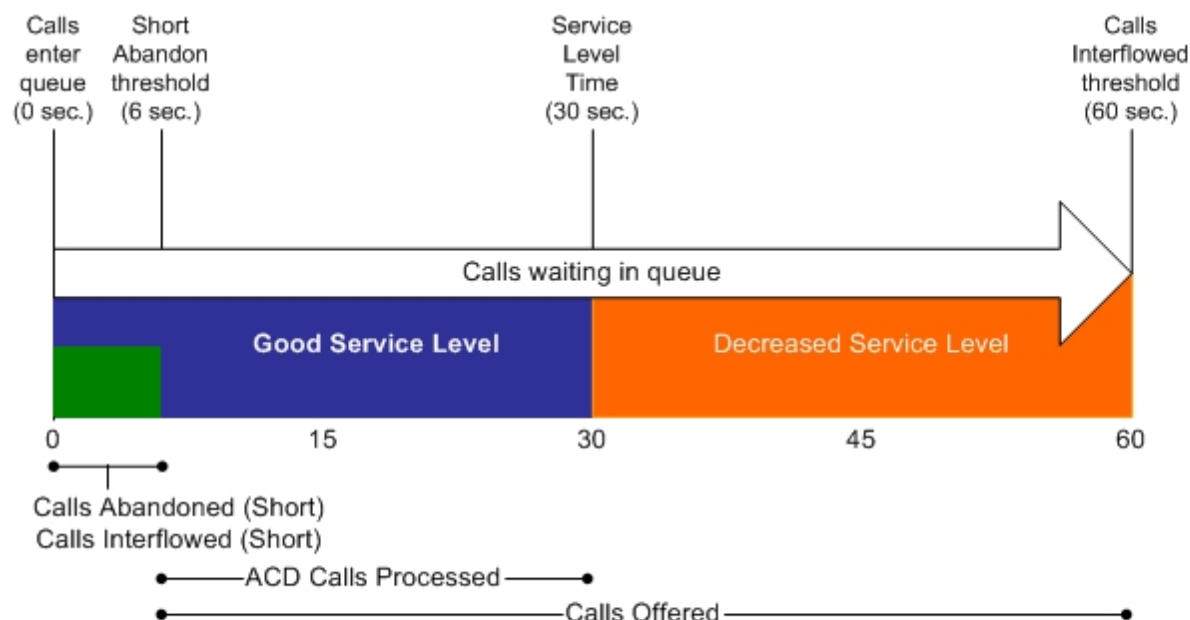 Calls
enter
queue
(0 sec.)
Short
Abandon
threshold
(6 sec.)
Service
Level
Time
(30 sec.)
Calls
Interflowed
threshold
(60 sec.)
Calls waiting in queue
Good Service Level
Decreased Service Level
0
15
30
45
60
Calls Abandoned (Short)
Calls Interflowed (Short)
ACD Calls Processed
Calls Offered